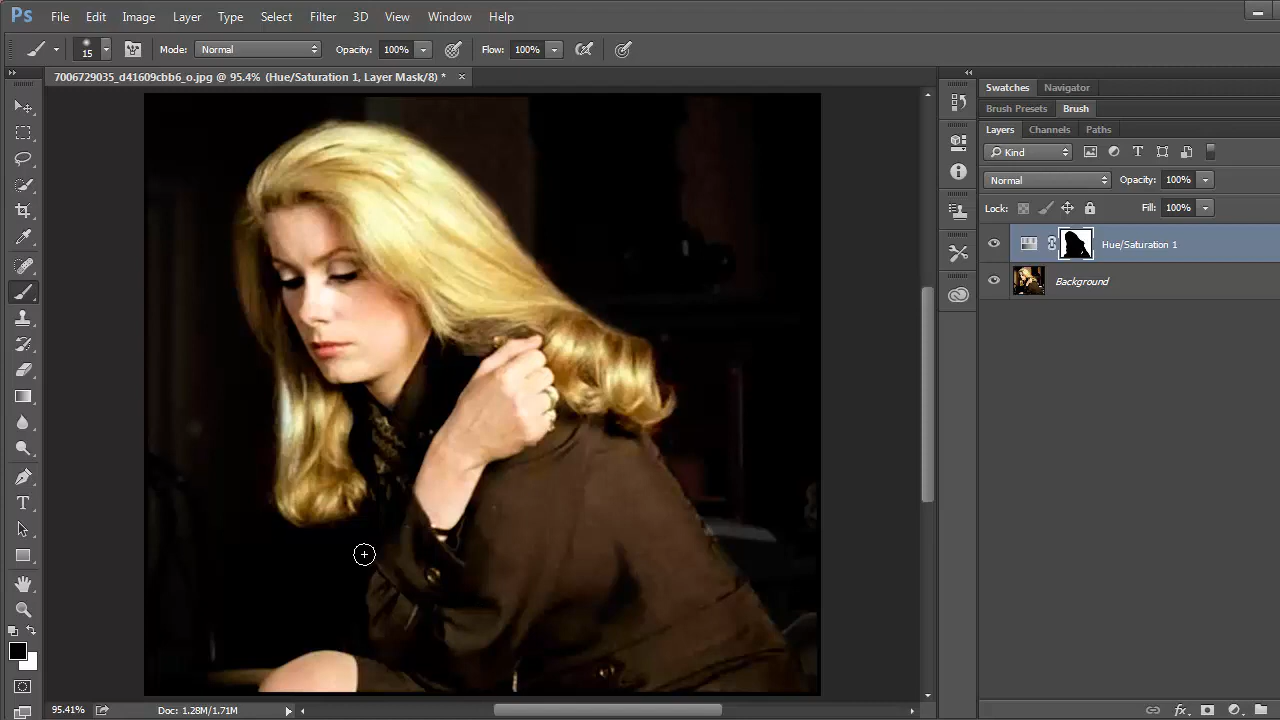 Ps File Edit Image Layer Type Select Filter 3D View Window Help
15 Mode: Normal Opacity: 100% Flow: 100%
7006729035_d41609cbb6_o.jpg @ 95.4% (Hue/Saturation 1, Layer Mask/8) * ×
Swatches Navigator
Brush Presets Brush
Layers Channels Paths
Kind
Normal Opacity: 100%
Lock: Fill: 100%
Hue/Saturation 1
Background
95.41% Doc: 1.28M/1.71M
fx